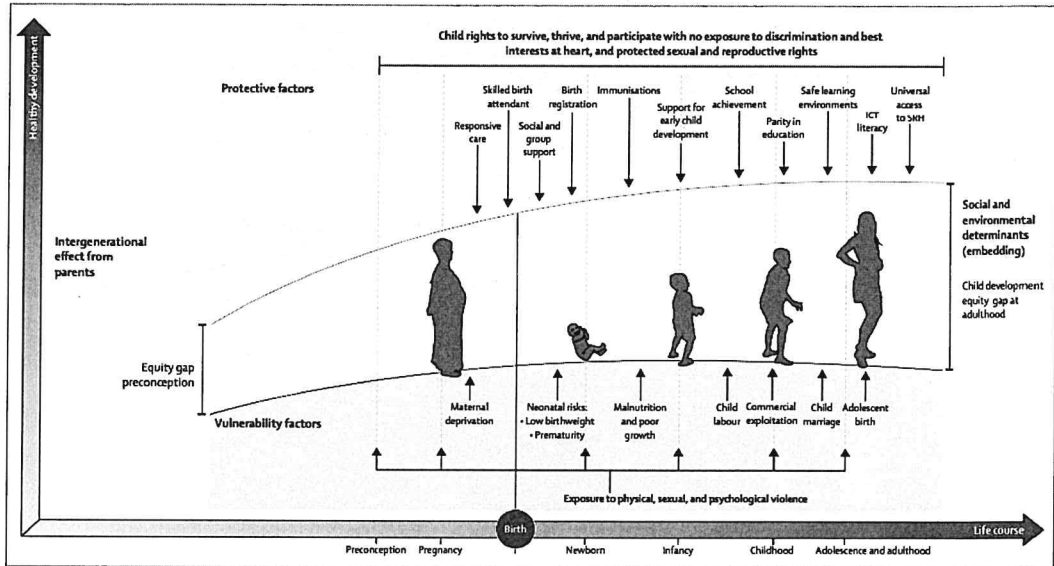 Healthy development
Child rights to survive, thrive, and participate with no exposure to discrimination and best
interests at heart, and protected sexual and reproductive rights
Protective factors
Skilled birth
attendant
Birth
registration
Immunisations
School
achievement
Safe learning
environments
Universal
access
to SRH
Responsive
care
Social and
group
support
Support for
early child
development
Parity in
education
ICT
literacy
Intergenerational
effect from
parents
Social and
environmental
determinants
(embedding)
Child development
equity gap at
adulthood
Equity gap
preconception
Vulnerability factors
Maternal
deprivation
Neonatal risks:
• Low birthweight
• Prematurity
Malnutrition
and poor
growth
Child
labour
Commercial
exploitation
Child
marriage
Adolescent
birth
Exposure to physical, sexual, and psychological violence
Birth
Life course
Preconception
Pregnancy
Newborn
Infancy
Childhood
Adolescence and adulthood